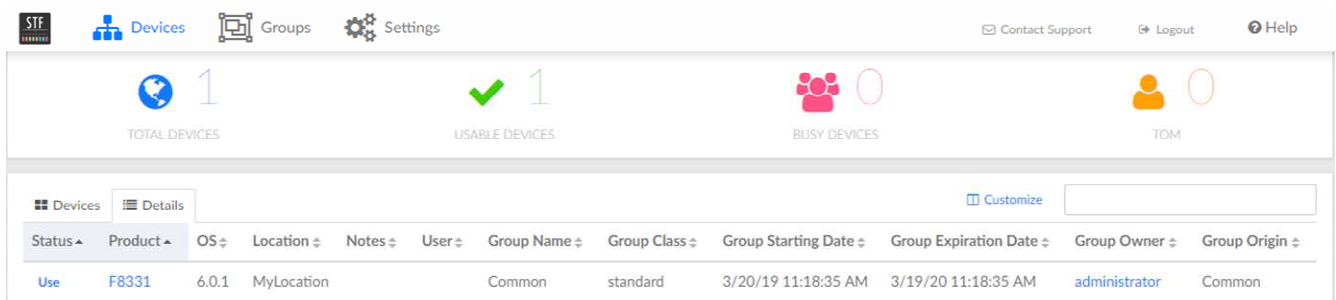 STF Devices Groups Settings Contact Support Logout Help
1 1 0 0
TOTAL DEVICES USABLE DEVICES BUSY DEVICES TOM
Devices Details Customize
Status Product OS Location Notes User Group Name Group Class Group Starting Date Group Expiration Date Group Owner Group Origin
Use F8331 6.0.1 MyLocation Common standard 3/20/19 11:18:35 AM 3/19/20 11:18:35 AM administrator Common